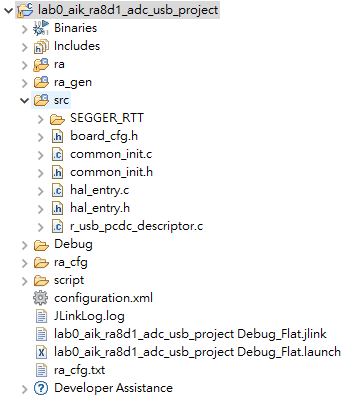 lab0_aik_ra8d1_adc_usb_project
Binaries
Includes
ra
ra_gen
src
SEGGER_RTT
board_cfg.h
common_init.c
common_init.h
hal_entry.c
hal_entry.h
r_usb_pcdc_descriptor.c
Debug
ra_cfg
script
configuration.xml
JLinkLog.log
lab0_aik_ra8d1_adc_usb_project Debug_Flat.jlink
lab0_aik_ra8d1_adc_usb_project Debug_Flat.launch
ra_cfg.txt
Developer Assistance